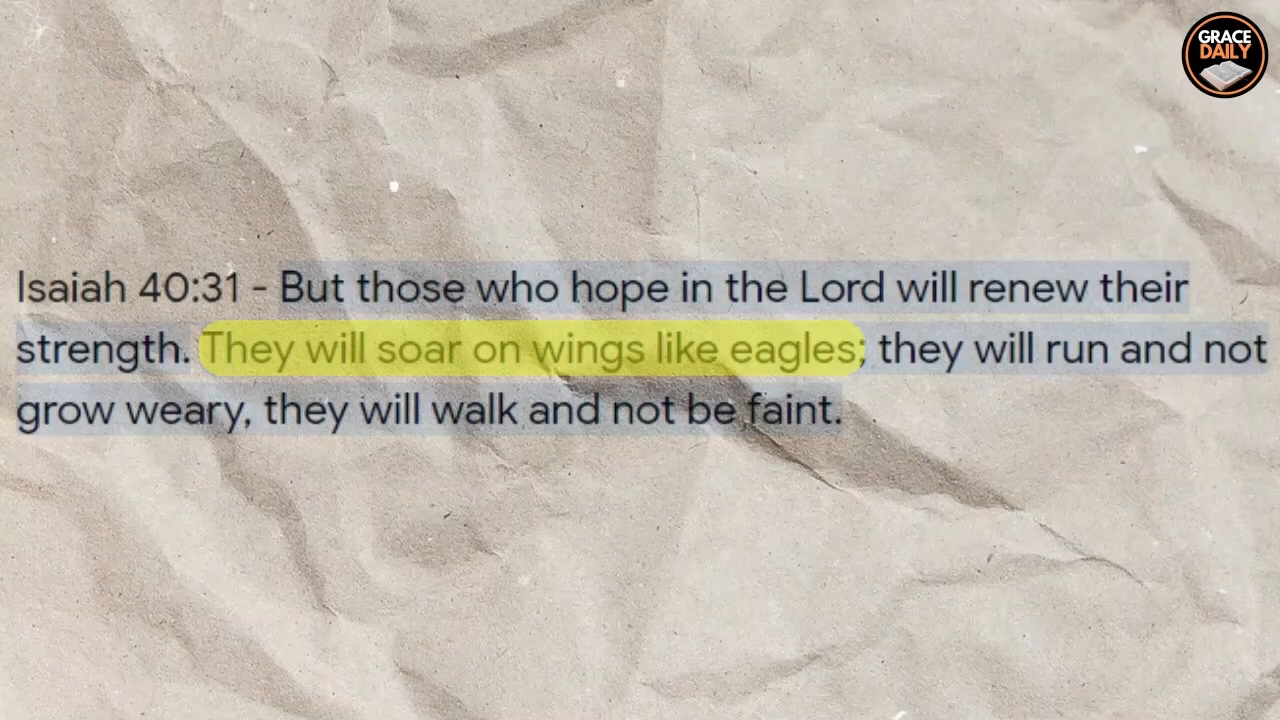 GRACE
DAILY
Isaiah 40:31 - But those who hope in the Lord will renew their
strength. They will soar on wings like eagles; they will run and not
grow weary, they will walk and not be faint.